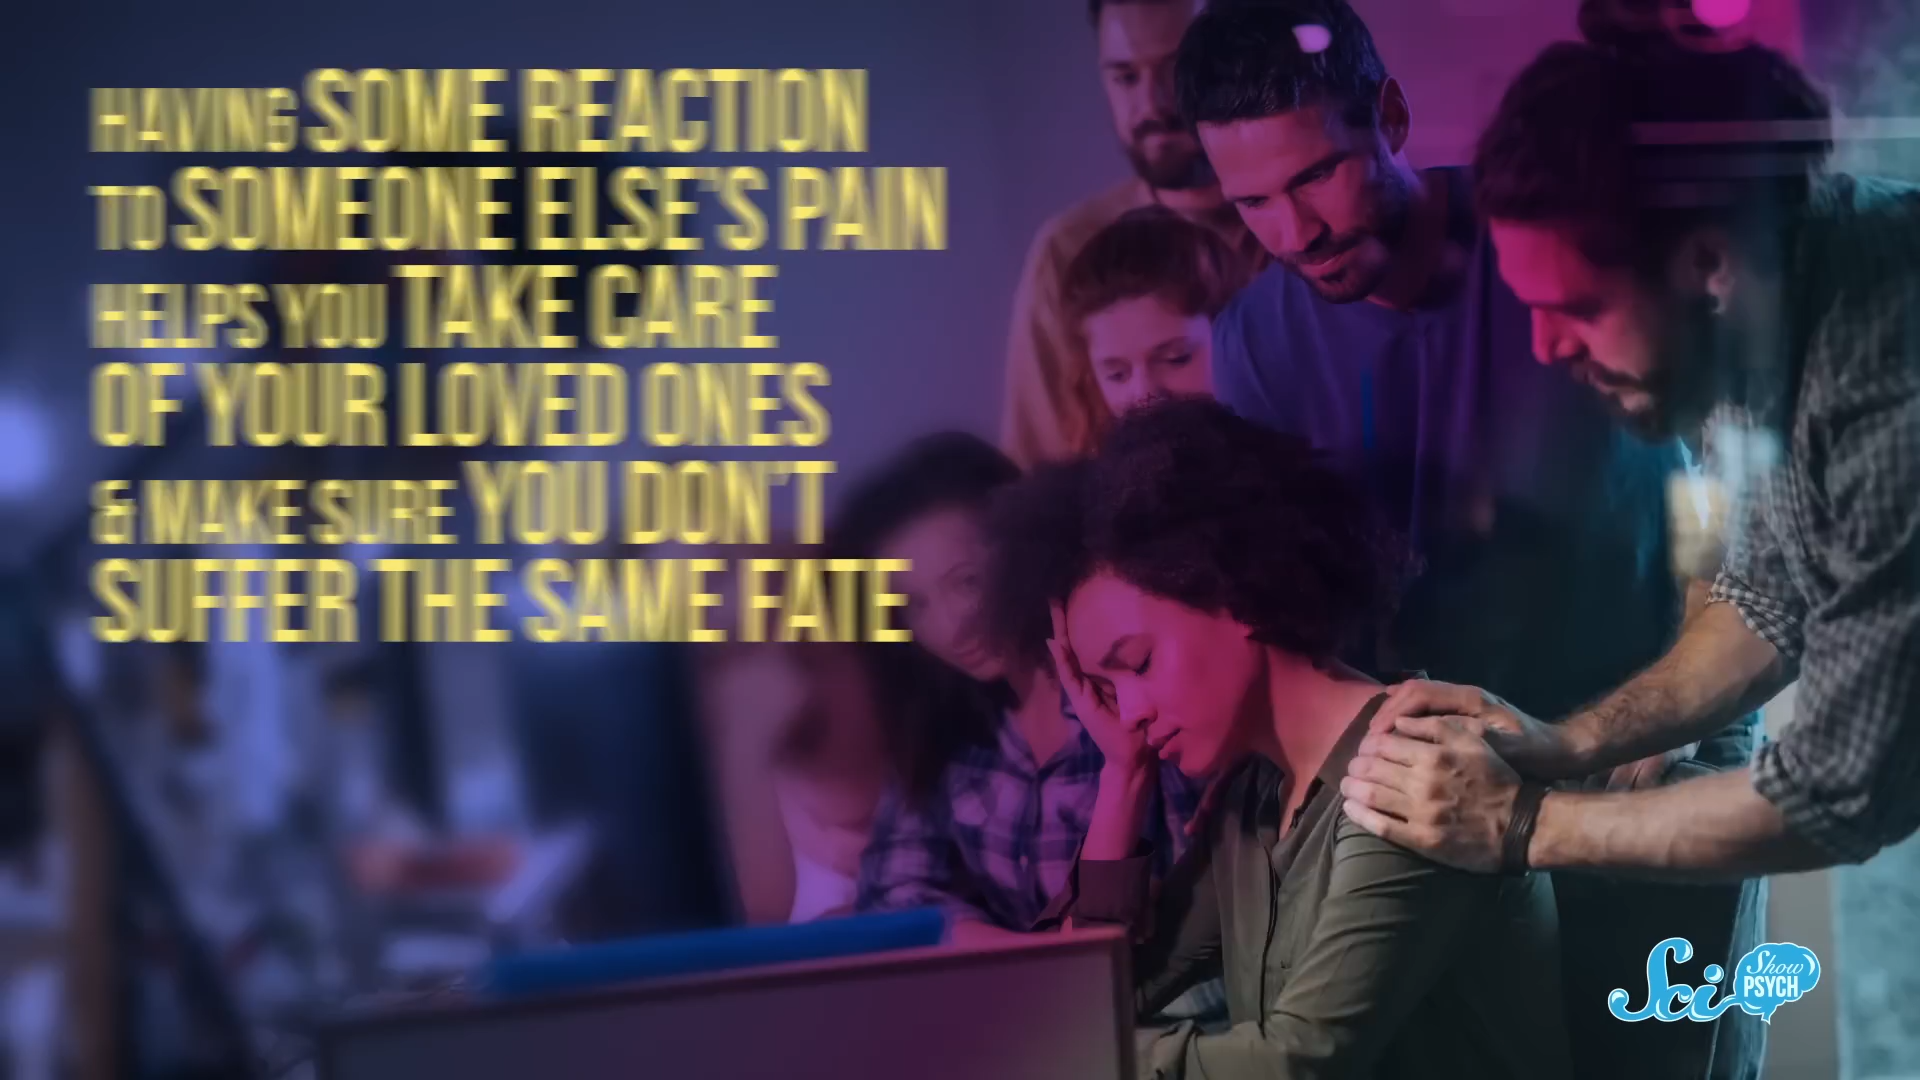 HAVING SOME REACTION
TO SOMEONE ELSE'S PAIN
HELPS YOU TAKE CARE
OF YOUR LOVED ONES
& MAKE SURE YOU DON'T
SUFFER THE SAME FATE
Sci Show
PSYCH